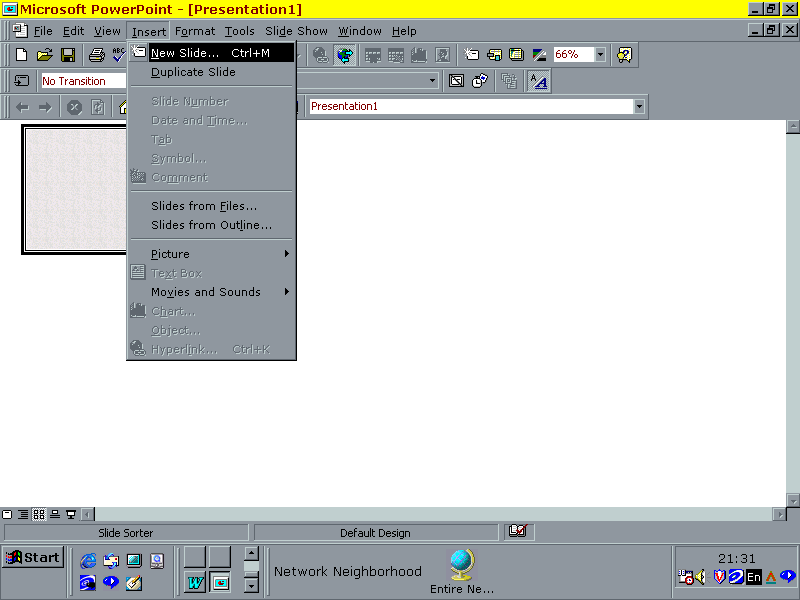 Microsoft PowerPoint - [Presentation1]
File Edit View Insert Format Tools Slide Show Window Help
New Slide... Ctrl+M
66%
Duplicate Slide
No Transition
Slide Number
Presentation1
Date and Time...
Tab
Symbol...
Comment
Slides from Files...
Slides from Outline...
Picture
Text Box
Movies and Sounds
Chart...
Object...
Hyperlink... Ctrl+K
Slide Sorter Default Design
Start
Network Neighborhood
Entire Ne...
21:31
En